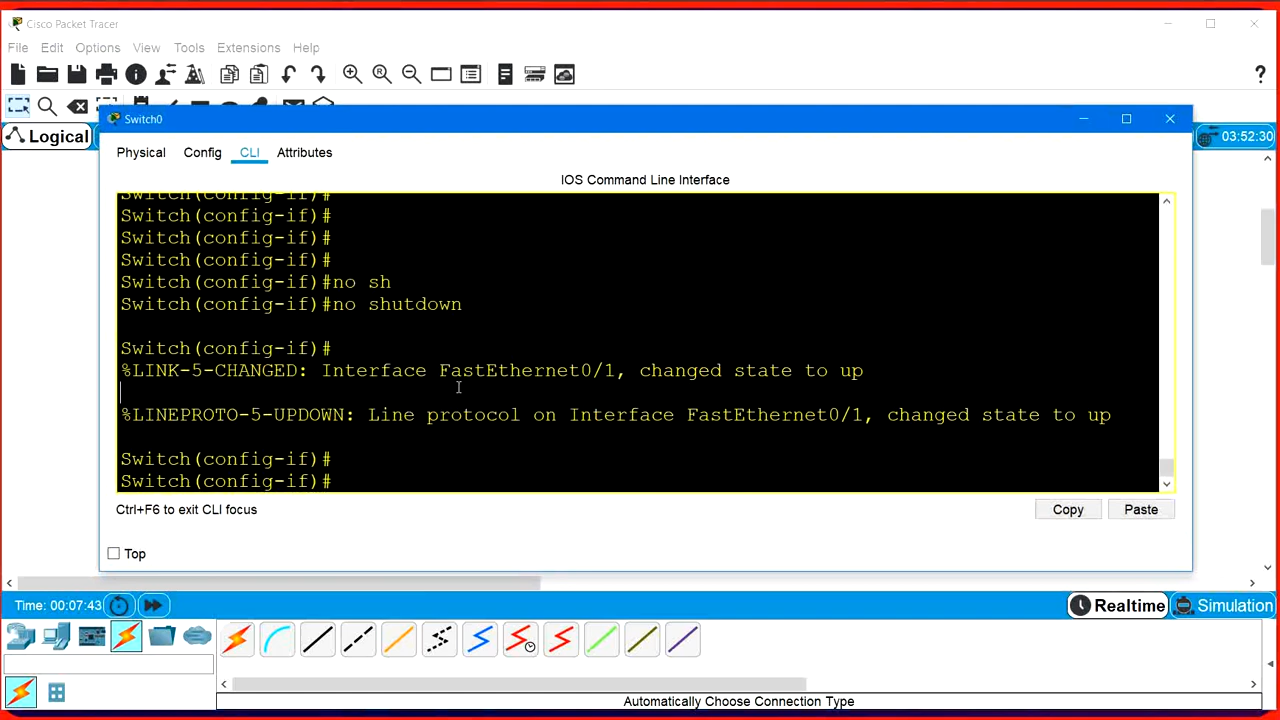 Cisco Packet Tracer
File Edit Options View Tools Extensions Help
?
Logical
03:52:30
Switch0
Physical Config CLI Attributes
IOS Command Line Interface
Switch(config-if)#
Switch(config-if)#
Switch(config-if)#
Switch(config-if)#
Switch(config-if)#no sh
Switch(config-if)#no shutdown
Switch(config-if)#
%LINK-5-CHANGED: Interface FastEthernet0/1, changed state to up
%LINEPROTO-5-UPDOWN: Line protocol on Interface FastEthernet0/1, changed state to up
Switch(config-if)#
Switch(config-if)#
Ctrl+F6 to exit CLI focus
Copy Paste
Top
Time: 00:07:43
Realtime Simulation
Automatically Choose Connection Type